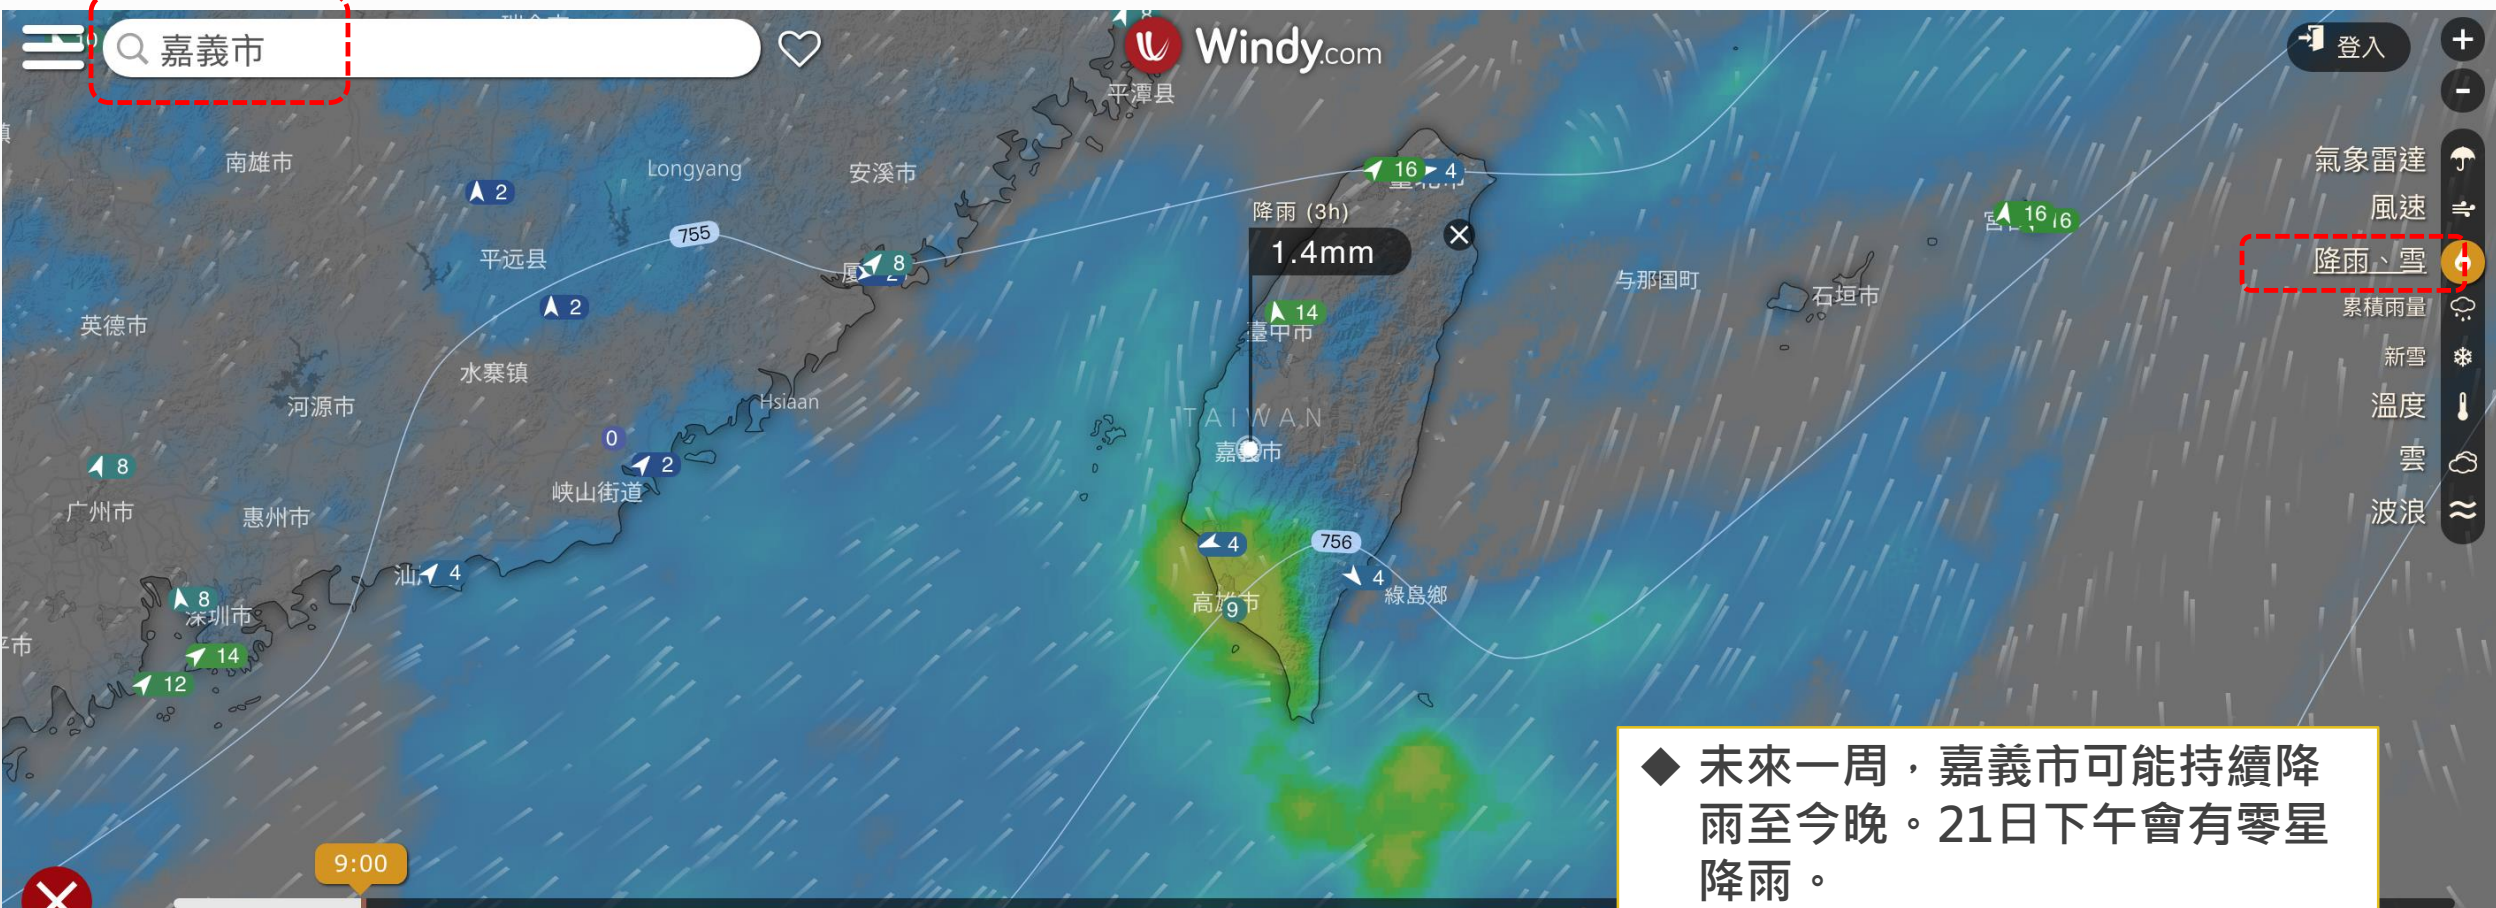 嘉義市
Windy.com
登入
+
-
平潭县
南雄市
Longyang
安溪市
2
16
4
降雨 (3h)
1.4mm
755
平远县
8
2
14
臺中市
与那国町
石垣市
16
16
氣象雷達
風速
降雨、雪
累積雨量
新雪
溫度
雲
波浪
英德市
水寨镇
河源市
Hsiaan
TAIWAN
嘉義市
0
2
8
峡山街道
广州市
惠州市
4
756
4
汕
4
8
深圳市
14
12
高雄市
9
綠島鄉
9:00
◆ 未來一周，嘉義市可能持續降
雨至今晚。21日下午會有零星
降雨。